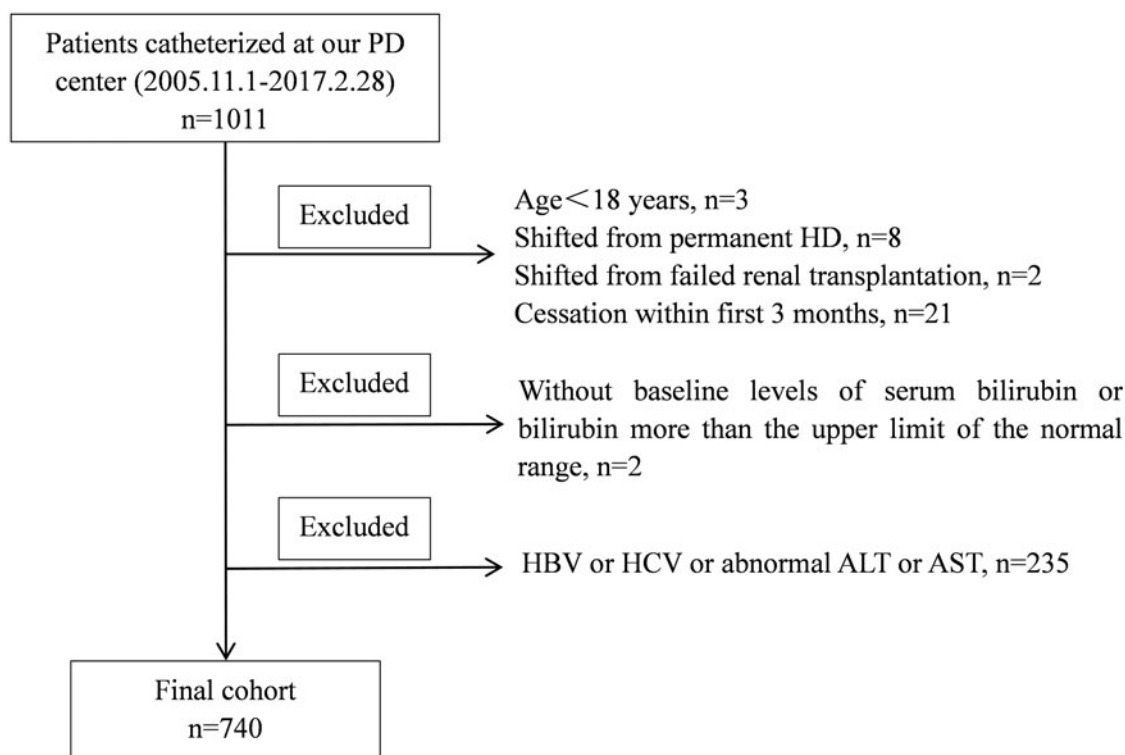 Patients catheterized at our PD
center (2005.11.1-2017.2.28)
n=1011
Excluded
Age＜18 years, n=3
Shifted from permanent HD, n=8
Shifted from failed renal transplantation, n=2
Cessation within first 3 months, n=21
Excluded
Without baseline levels of serum bilirubin or
bilirubin more than the upper limit of the normal
range, n=2
Excluded
HBV or HCV or abnormal ALT or AST, n=235
Final cohort
n=740